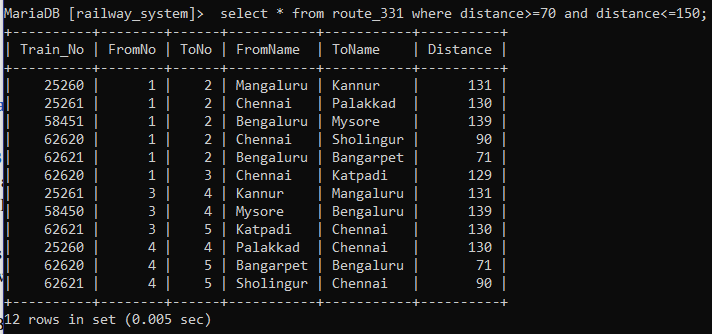 MariaDB [railway_system]>  select * from route_331 where distance>=70 and distance<=150;
+----------+--------+------+------------+-----------+----------+
| Train_No | FromNo | ToNo | FromName   | ToName    | Distance |
+----------+--------+------+------------+-----------+----------+
|    25260 |      1 |    2 | Mangaluru  | Kannur    |      131 |
|    25261 |      1 |    2 | Chennai    | Palakkad  |      130 |
|    58451 |      1 |    2 | Bengaluru  | Mysore    |      139 |
|    62620 |      1 |    2 | Chennai    | Sholingur |       90 |
|    62621 |      1 |    2 | Bengaluru  | Bangarpet |       71 |
|    62620 |      1 |    3 | Chennai    | Katpadi   |      129 |
|    25261 |      3 |    4 | Kannur     | Mangaluru |      131 |
|    58450 |      3 |    4 | Mysore     | Bengaluru |      139 |
|    62621 |      3 |    5 | Katpadi    | Chennai   |      130 |
|    25260 |      4 |    4 | Palakkad   | Chennai   |      130 |
|    62620 |      4 |    5 | Bangarpet  | Bengaluru |       71 |
|    62621 |      4 |    5 | Sholingur  | Chennai   |       90 |
+----------+--------+------+------------+-----------+----------+
12 rows in set (0.005 sec)